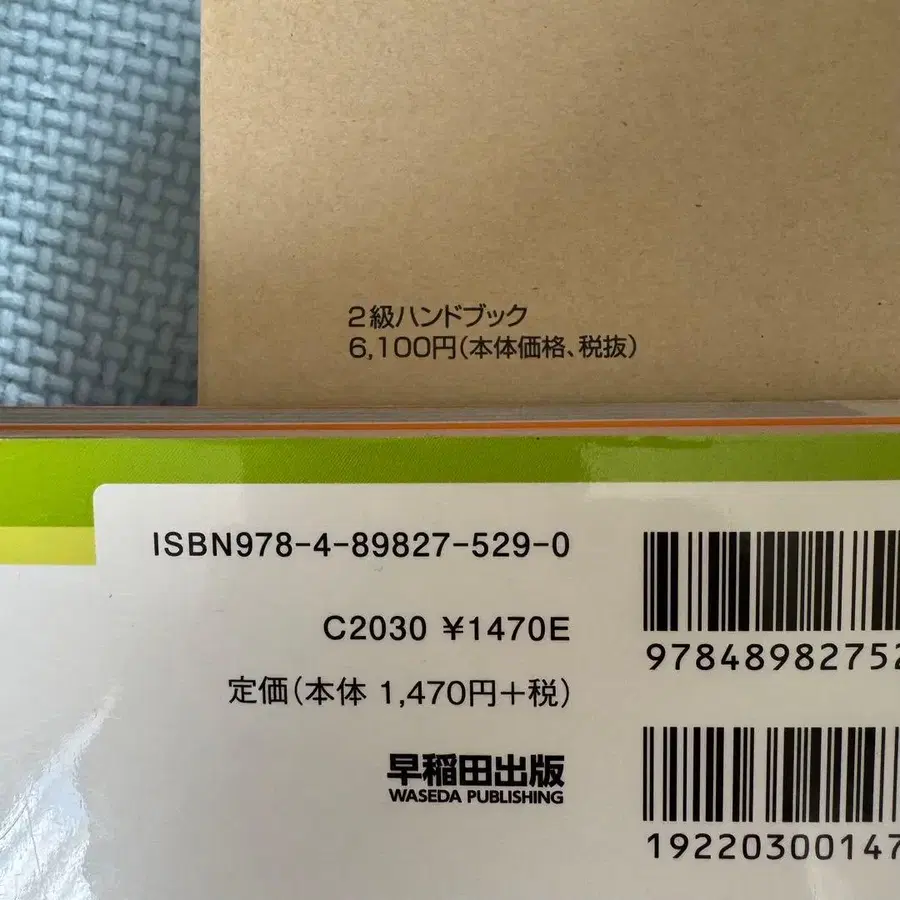 2級ハンドブック
6,100円(本体価格、税抜)
ISBN978-4-89827-529-0
C2030 ¥1470E
定価(本体 1,470円+税)
早稲田出版
WASEDA PUBLISHING
97848982752
19220300147